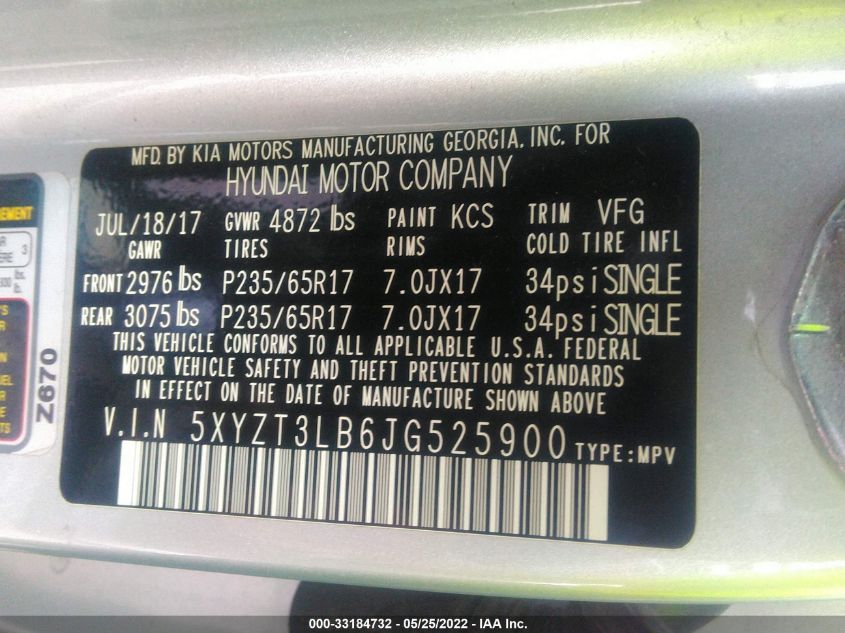 MFD. BY KIA MOTORS MANUFACTURING GEORGIA, INC. FOR
HYUNDAI MOTOR COMPANY
JUL/18/17 GVWR 4872 lbs PAINT KCS TRIM VFG
GAWR TIRES RIMS COLD TIRE INFL
FRONT 2976 lbs P235/65R17 7.0JX17 34psi SINGLE
REAR 3075 lbs P235/65R17 7.0JX17 34psi SINGLE
THIS VEHICLE CONFORMS TO ALL APPLICABLE U.S.A. FEDERAL
MOTOR VEHICLE SAFETY AND THEFT PREVENTION STANDARDS
IN EFFECT ON THE DATE OF MANUFACTURE SHOWN ABOVE
V.I.N 5XYZT3LB6JG525900 TYPE:MPV
Z670
000-33184732 - 05/25/2022 - IAA Inc.